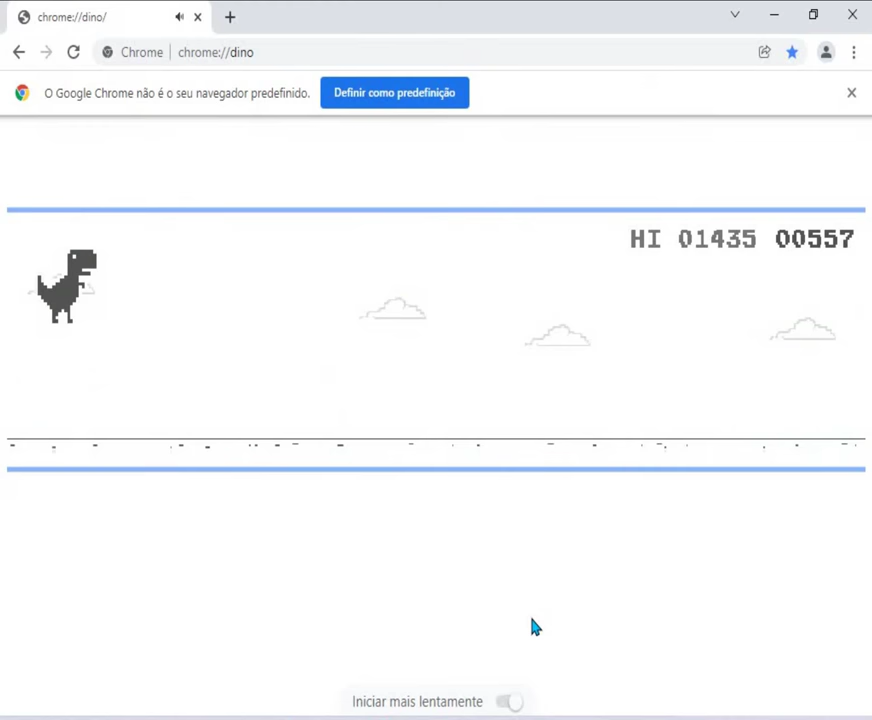 chrome://dino/
Chrome | chrome://dino
O Google Chrome não é o seu navegador predefinido. Definir como predefinição
HI 01435 00557
Iniciar mais lentamente